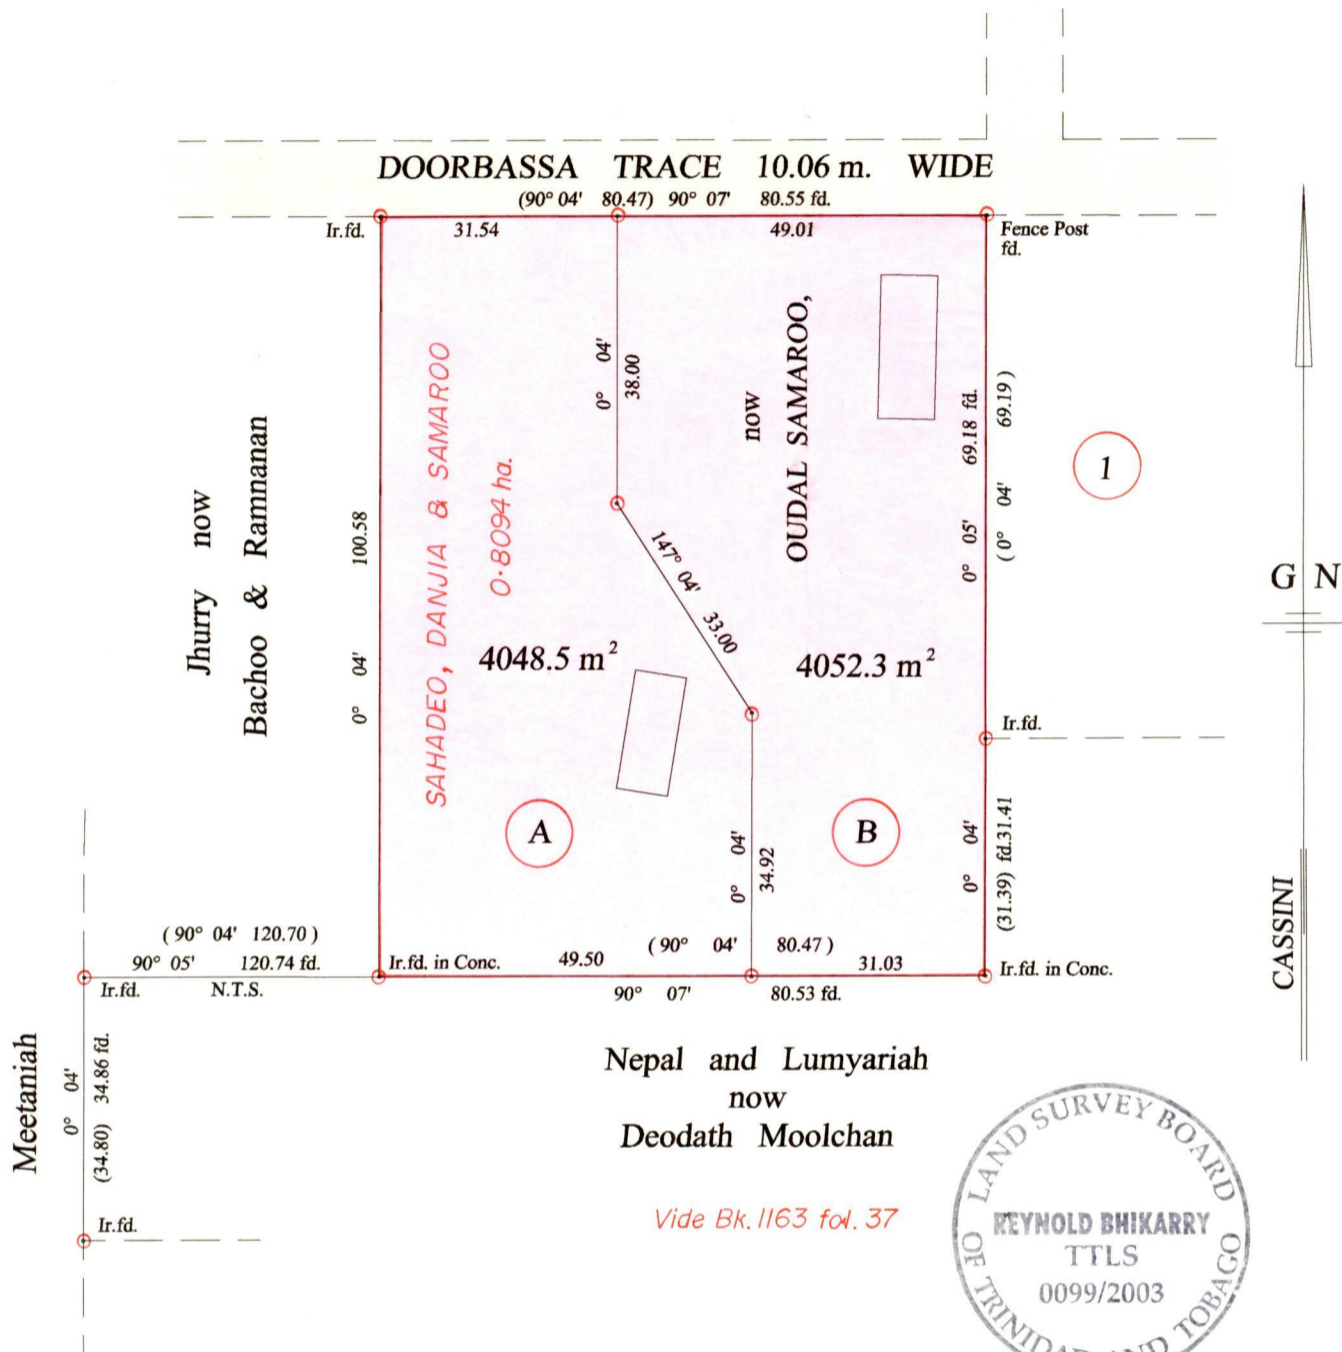 DOORBASSA TRACE 10.06 m. WIDE
(90° 04' 80.47) 90° 07' 80.55 fd.
Ir.fd.
31.54
49.01
Fence Post
fd.
0° 04'
38.00
now
OUDAL SAMAROO,
0° 05' 69.18 fd.
(0° 04' 69.19)
1
Jhurry now
Bachoo & Ramnanan
0° 04' 100.58
SAHADEO, DANJIA & SAMAROO
0.8094 ha.
147° 04' 33.00
4048.5 m²
4052.3 m²
G N
Ir.fd.
A
B
0° 04'
34.92
0° 04'
(31.39) fd.31.41
CASSINI
(90° 04' 120.70)
90° 05' 120.74 fd.
Ir.fd. in Conc.
49.50
(90° 04' 80.47)
31.03
Ir.fd. in Conc.
Ir.fd.
N.T.S.
90° 07' 80.53 fd.
Meetaniah
0° 04'
(34.80) 34.86 fd.
Ir.fd.
Nepal and Lumyariah
now
Deodath Moolchan
Vide Bk. 1163 fol. 37
LAND SURVEY BOARD
OF TRINIDAD AND TOBAGO
REYNOLD BHIKARRY
TTLS
0099/2003